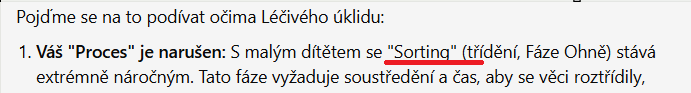 Pojďme se na to podívat očima Léčivého úklidu:
1. Váš "Proces" je narušen: S malým dítětem se "Sorting" (třídění, Fáze Ohně) stává
extrémně náročným. Tato fáze vyžaduje soustředění a čas, aby se věci roztřídily,